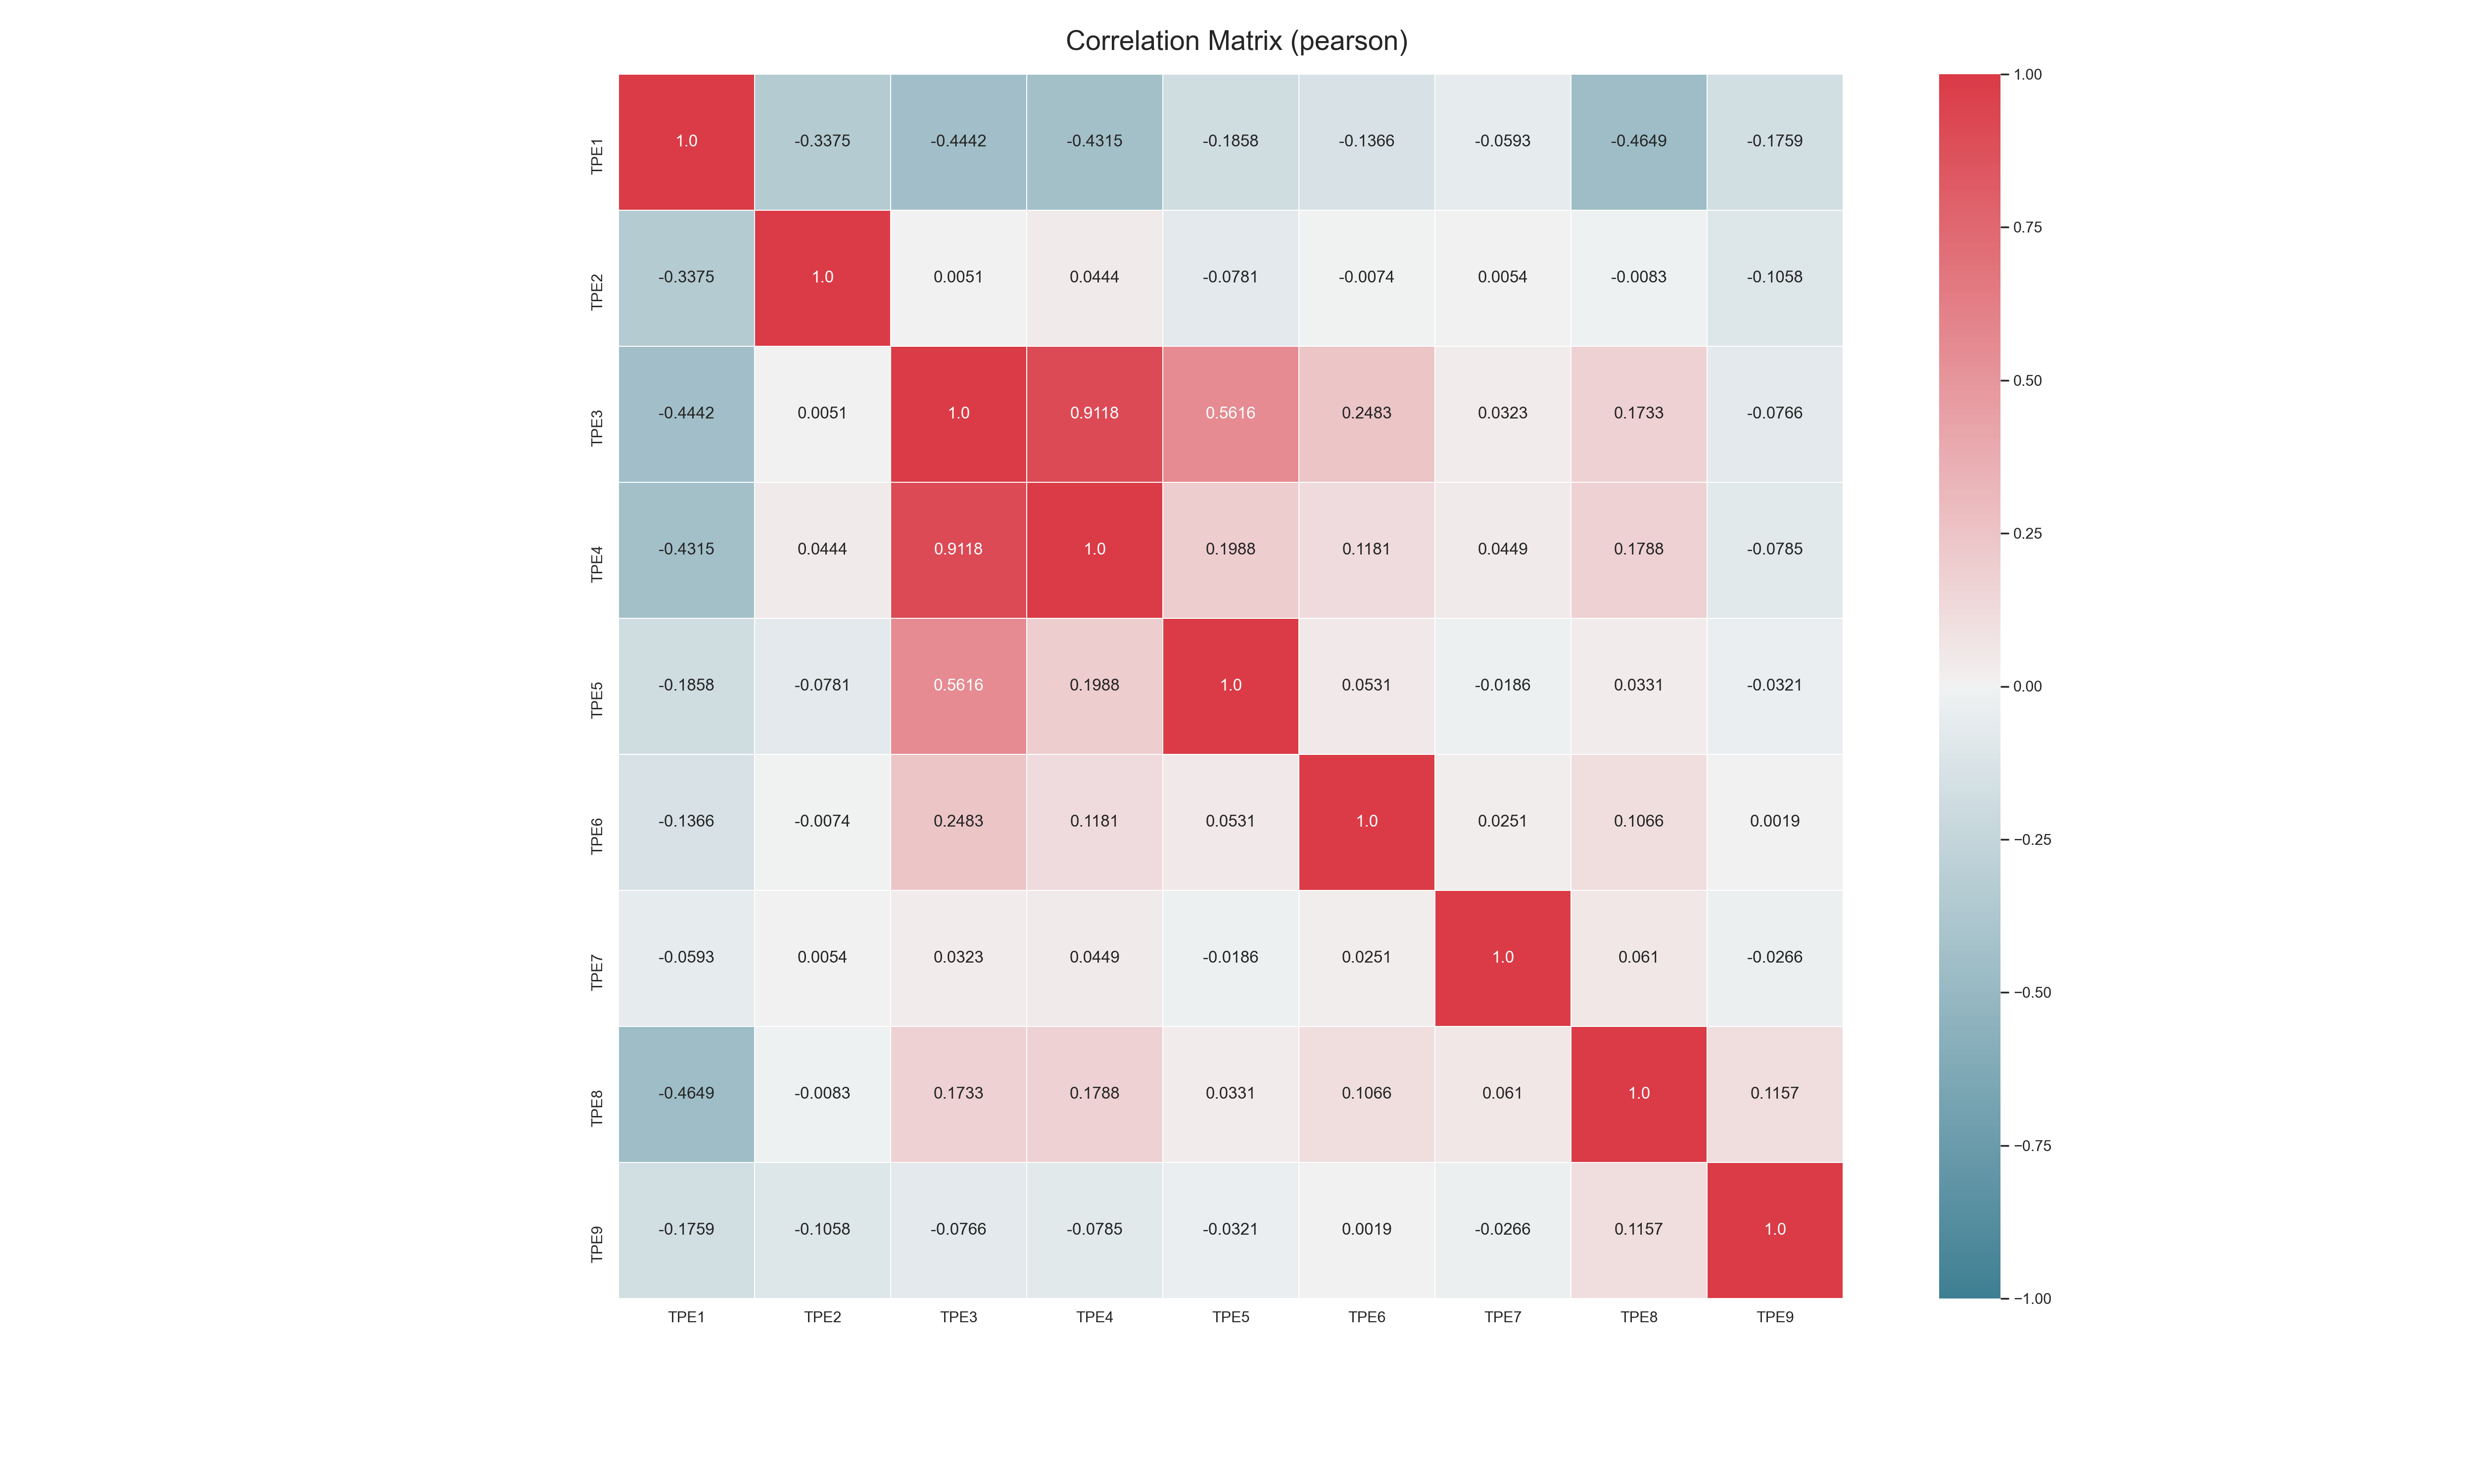 Correlation Matrix (pearson)
TPE1 1.0 -0.3375 -0.4442 -0.4315 -0.1858 -0.1366 -0.0593 -0.4649 -0.1759
TPE2 -0.3375 1.0 0.0051 0.0444 -0.0781 -0.0074 0.0054 -0.0083 -0.1058
TPE3 -0.4442 0.0051 1.0 0.9118 0.5616 0.2483 0.0323 0.1733 -0.0766
TPE4 -0.4315 0.0444 0.9118 1.0 0.1988 0.1181 0.0449 0.1788 -0.0785
TPE5 -0.1858 -0.0781 0.5616 0.1988 1.0 0.0531 -0.0186 0.0331 -0.0321
TPE6 -0.1366 -0.0074 0.2483 0.1181 0.0531 1.0 0.0251 0.1066 0.0019
TPE7 -0.0593 0.0054 0.0323 0.0449 -0.0186 0.0251 1.0 0.061 -0.0266
TPE8 -0.4649 -0.0083 0.1733 0.1788 0.0331 0.1066 0.061 1.0 0.1157
TPE9 -0.1759 -0.1058 -0.0766 -0.0785 -0.0321 0.0019 -0.0266 0.1157 1.0
TPE1 TPE2 TPE3 TPE4 TPE5 TPE6 TPE7 TPE8 TPE9
1.00
0.75
0.50
0.25
0.00
−0.25
−0.50
−0.75
−1.00